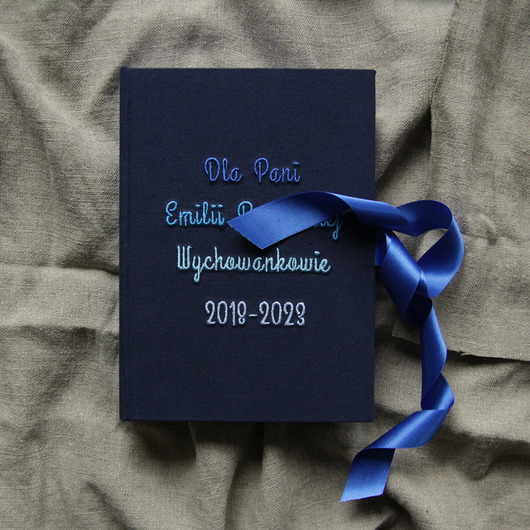 Dla Pani
Emilii
Wychowankowie
2018-2023